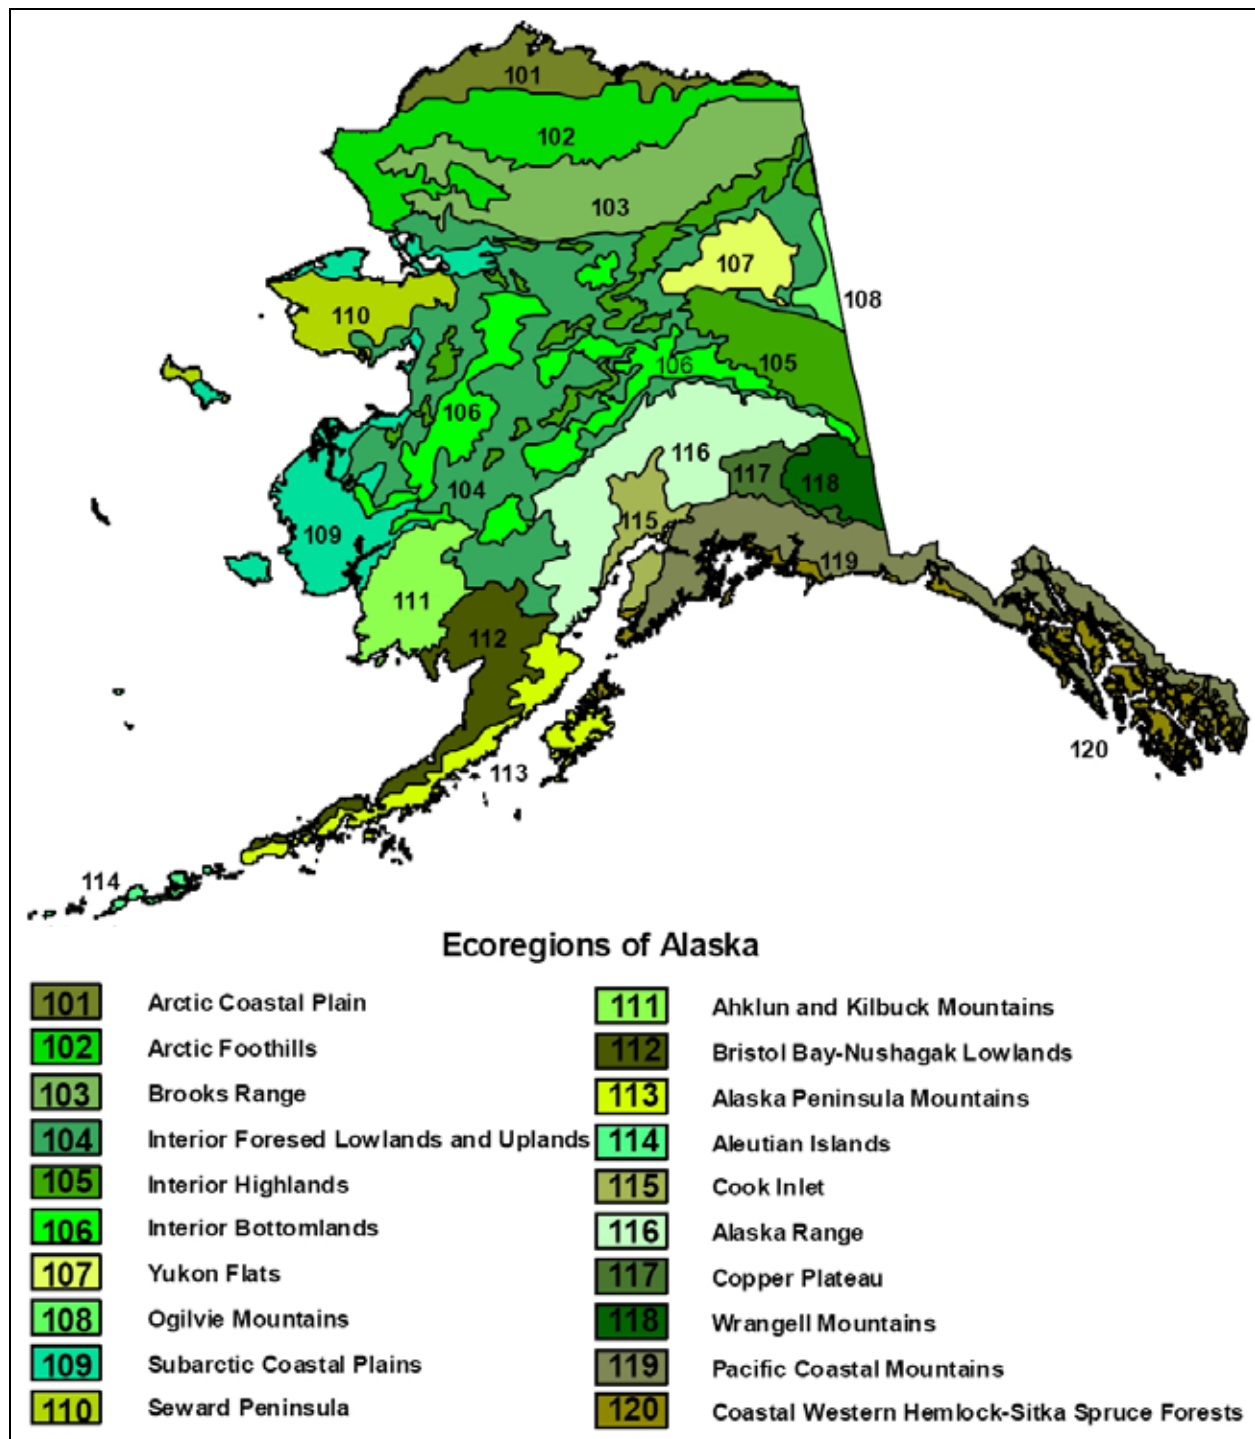 101
102
103
107
108
110
105
106
106
116
117
118
104
115
109
119
111
112
120
113
114
Ecoregions of Alaska
101 Arctic Coastal Plain
102 Arctic Foothills
103 Brooks Range
104 Interior Foresed Lowlands and Uplands
105 Interior Highlands
106 Interior Bottomlands
107 Yukon Flats
108 Ogilvie Mountains
109 Subarctic Coastal Plains
110 Seward Peninsula
111 Ahklun and Kilbuck Mountains
112 Bristol Bay-Nushagak Lowlands
113 Alaska Peninsula Mountains
114 Aleutian Islands
115 Cook Inlet
116 Alaska Range
117 Copper Plateau
118 Wrangell Mountains
119 Pacific Coastal Mountains
120 Coastal Western Hemlock-Sitka Spruce Forests